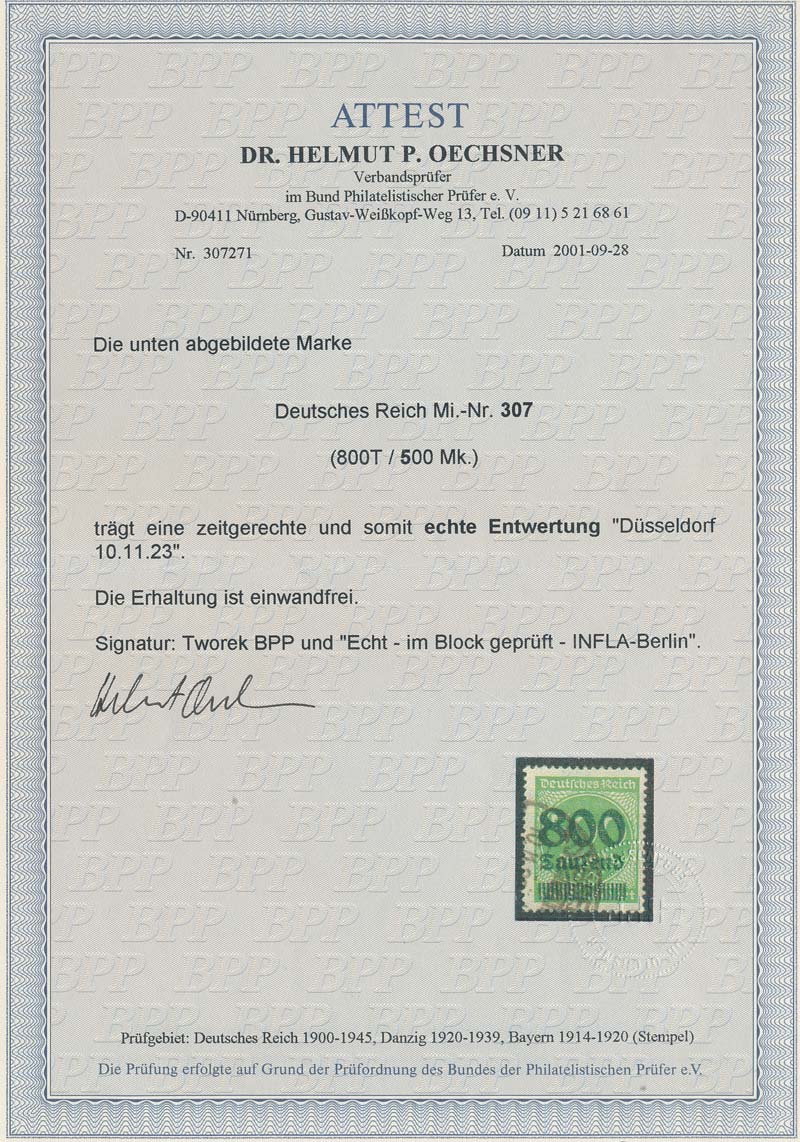 ATTEST
DR. HELMUT P. OECHSNER
Verbandsprüfer
im Bund Philatelistischer Prüfer e. V.
D-90411 Nürnberg, Gustav-Weißkopf-Weg 13, Tel. (09 11) 5 21 68 61
Nr. 307271 Datum 2001-09-28
Die unten abgebildete Marke
Deutsches Reich Mi.-Nr. 307
(800T / 500 Mk.)
trägt eine zeitgerechte und somit echte Entwertung "Düsseldorf
10.11.23".
Die Erhaltung ist einwandfrei.
Signatur: Tworek BPP und "Echt - im Block geprüft - INFLA-Berlin".
Deutsches Reich
800
Tausend
Prüfgebiet: Deutsches Reich 1900-1945, Danzig 1920-1939, Bayern 1914-1920 (Stempel)
Die Prüfung erfolgte auf Grund der Prüfordnung des Bundes der Philatelistischen Prüfer e.V.